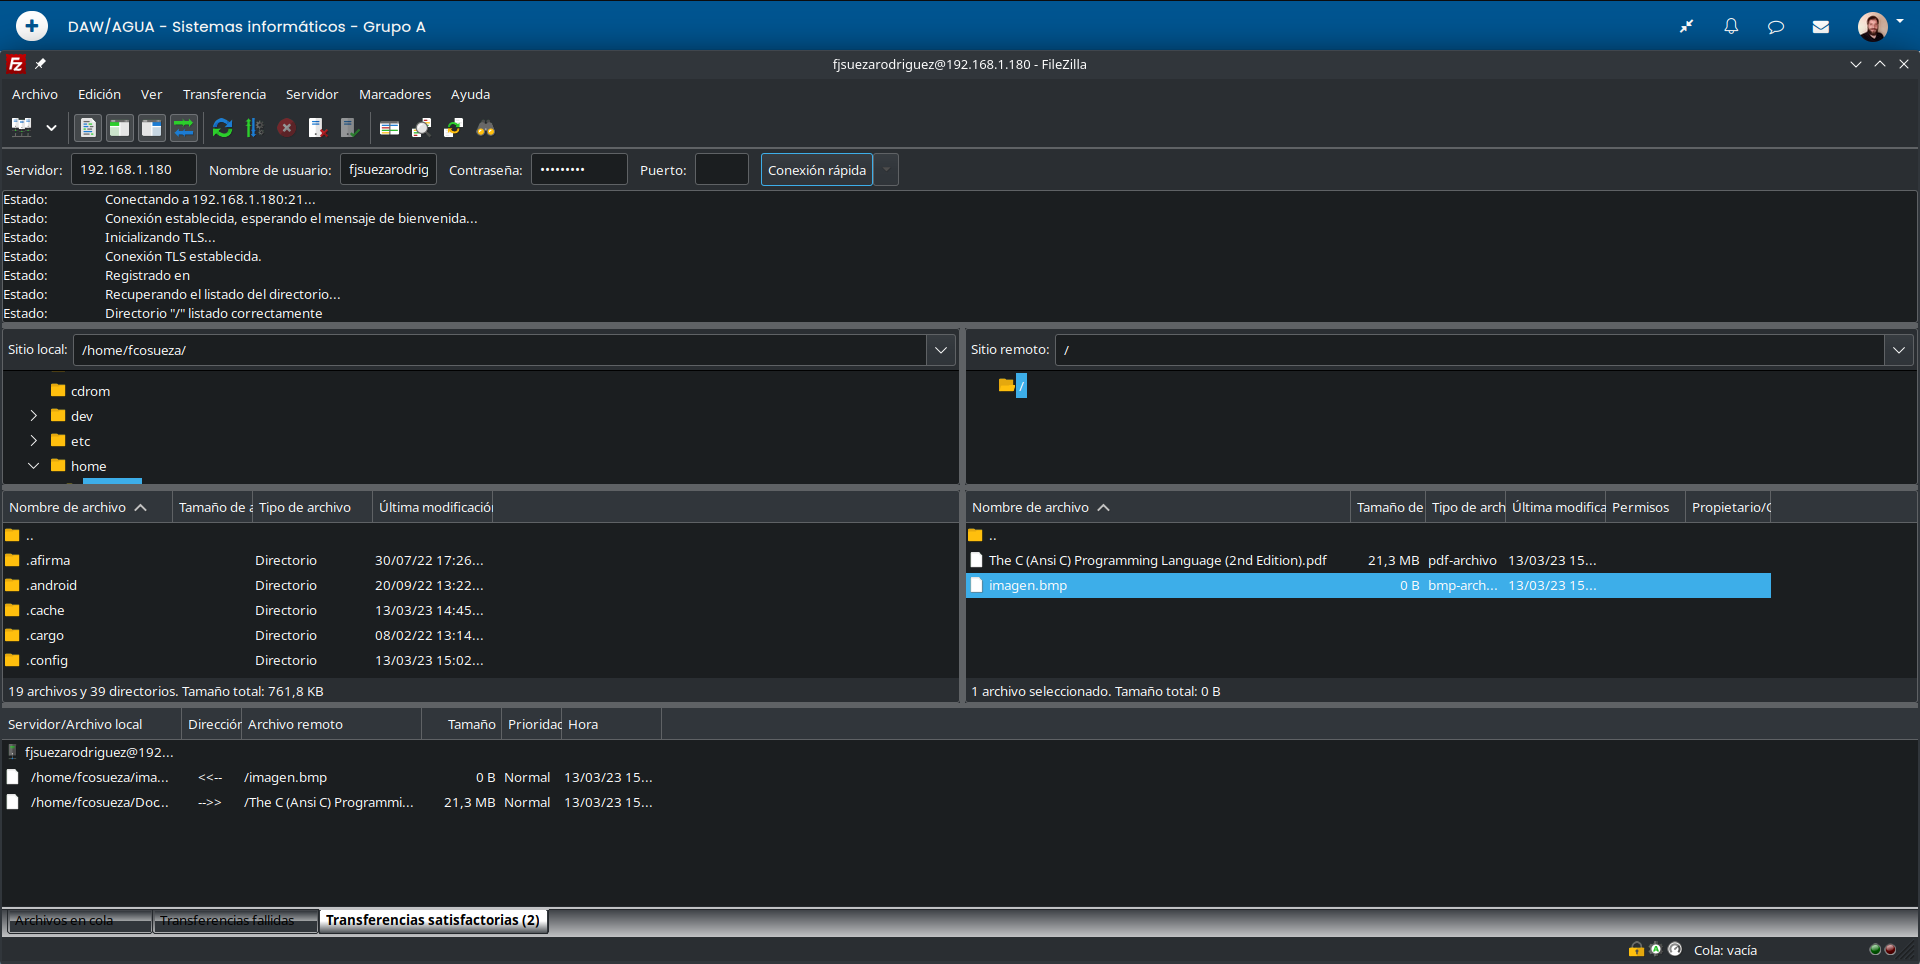 DAW/AGUA - Sistemas informáticos - Grupo A
Fz fjsuezarodriguez@192.168.1.180 - FileZilla
Archivo Edición Ver Transferencia Servidor Marcadores Ayuda
Servidor: 192.168.1.180 Nombre de usuario: fjsuezarodrig Contraseña: ••••••••• Puerto: Conexión rápida
Estado: Conectando a 192.168.1.180:21...
Estado: Conexión establecida, esperando el mensaje de bienvenida...
Estado: Inicializando TLS...
Estado: Conexión TLS establecida.
Estado: Registrado en
Estado: Recuperando el listado del directorio...
Estado: Directorio "/" listado correctamente
Sitio local: /home/fcosueza/
cdrom
dev
etc
home
Sitio remoto: /
/
Nombre de archivo Tamaño de a Tipo de archivo Última modificació
..
.afirma Directorio 30/07/22 17:26...
.android Directorio 20/09/22 13:22...
.cache Directorio 13/03/23 14:45...
.cargo Directorio 08/02/22 13:14...
.config Directorio 13/03/23 15:02...
19 archivos y 39 directorios. Tamaño total: 761,8 KB
Nombre de archivo Tamaño de Tipo de arch Última modifica Permisos Propietario/G
..
The C (Ansi C) Programming Language (2nd Edition).pdf 21,3 MB pdf-archivo 13/03/23 15...
imagen.bmp 0 B bmp-arch... 13/03/23 15...
1 archivo seleccionado. Tamaño total: 0 B
Servidor/Archivo local Dirección Archivo remoto Tamaño Prioridad Hora
fjsuezarodriguez@192...
/home/fcosueza/ima... <<-- /imagen.bmp 0 B Normal 13/03/23 15...
/home/fcosueza/Doc... -->> /The C (Ansi C) Programmi... 21,3 MB Normal 13/03/23 15...
Archivos en cola Transferencias fallidas Transferencias satisfactorias (2)
Cola: vacía